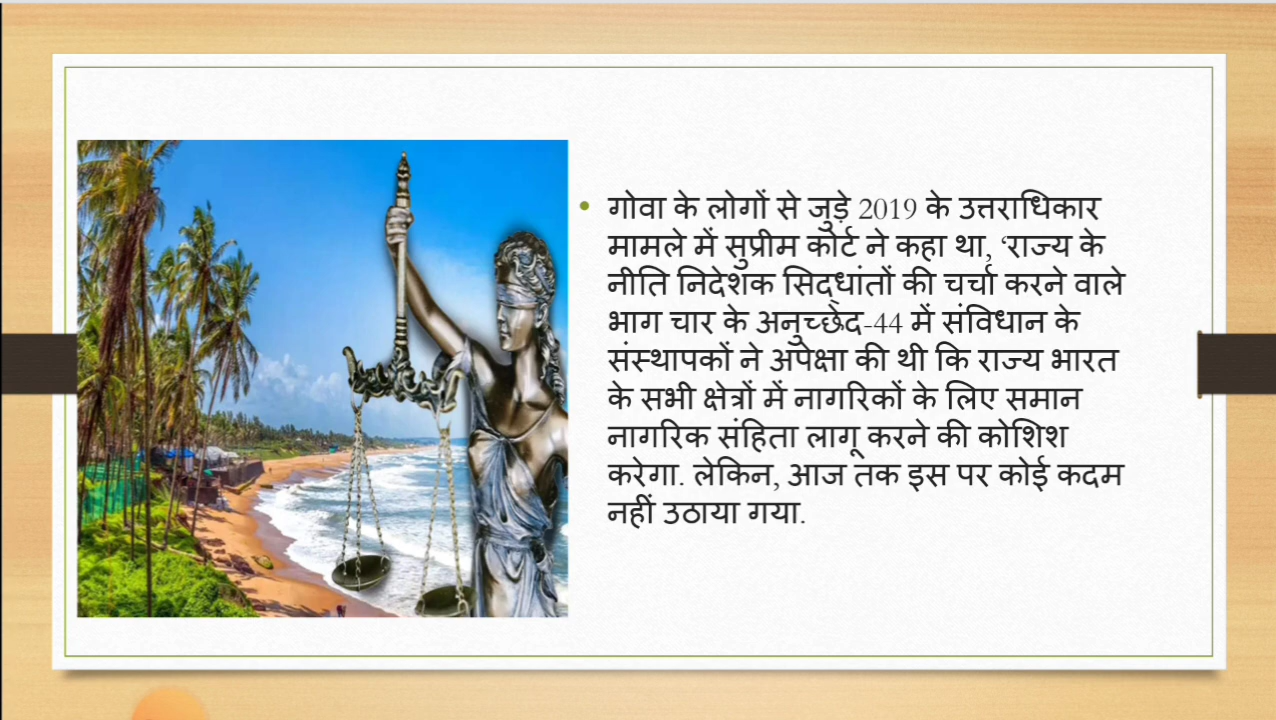 • गोवा के लोगों से जुड़े 2019 के उत्तराधिकार
मामले में सुप्रीम कोर्ट ने कहा था, ‘राज्य के
नीति निदेशक सिद्धांतों की चर्चा करने वाले
भाग चार के अनुच्छेद-44 में संविधान के
संस्थापकों ने अपेक्षा की थी कि राज्य भारत
के सभी क्षेत्रों में नागरिकों के लिए समान
नागरिक संहिता लागू करने की कोशिश
करेगा. लेकिन, आज तक इस पर कोई कदम
नहीं उठाया गया.